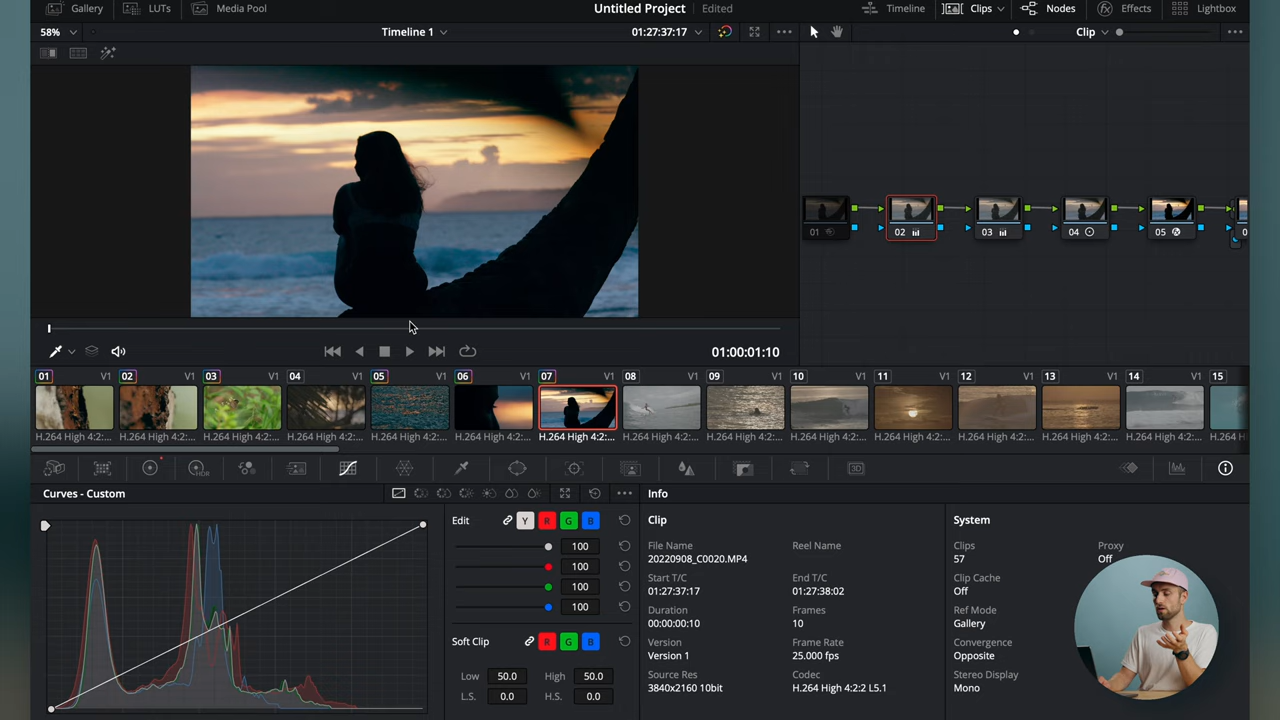 Gallery LUTs Media Pool Untitled Project Edited Timeline Clips Nodes Effects Lightbox
58% Timeline 1 01:27:37:17 Clip
01 02 03 04 05
01:00:01:10
01 V1 02 V1 03 V1 04 V1 05 V1 06 V1 07 V1 08 V1 09 V1 10 V1 11 V1 12 V1 13 V1 14 V1 15
H.264 High 4:2:... H.264 High 4:2:... H.264 High 4:2:... H.264 High 4:2:... H.264 High 4:2:... H.264 High 4:2:... H.264 High 4:2:... H.264 High 4:2:... H.264 High 4:2:... H.264 High 4:2:... H.264 High 4:2:... H.264 High 4:2:... H.264 High 4:2:... H.264 High 4:2:... H.264 H
HDR 3D
Curves - Custom
Edit Y R G B
100
100
100
100
Soft Clip R G B
Low 50.0 High 50.0
L.S. 0.0 H.S. 0.0
Info
Clip
File Name Reel Name
20220908_C0020.MP4
Start T/C End T/C
01:27:37:17 01:27:38:02
Duration Frames
00:00:00:10 10
Version Frame Rate
Version 1 25.000 fps
Source Res Codec
3840x2160 10bit H.264 High 4:2:2 L5.1
System
Clips Proxy
57 Off
Clip Cache
Off
Ref Mode
Gallery
Convergence
Opposite
Stereo Display
Mono